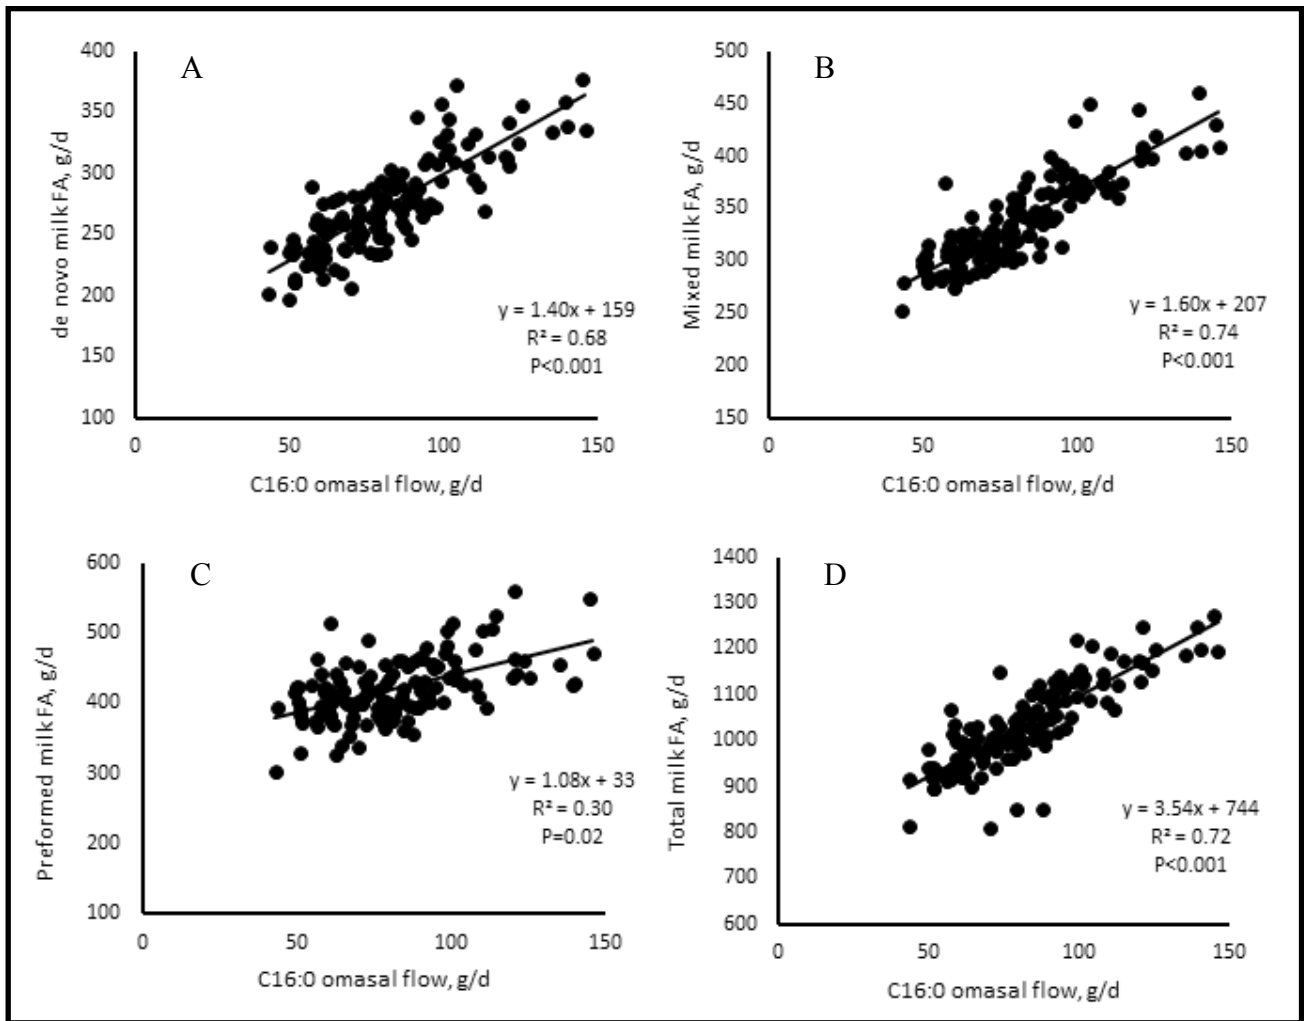 A
400
350
300
250
200
150
100
de novo milk FA, g/d
y = 1.40x + 159
R² = 0.68
P<0.001
0 50 100 150
C16:0 omasal flow, g/d
B
500
450
400
350
300
250
200
150
Mixed milk FA, g/d
y = 1.60x + 207
R² = 0.74
P<0.001
0 50 100 150
C16:0 omasal flow, g/d
C
600
500
400
300
200
100
Preformed milk FA, g/d
y = 1.08x + 33
R² = 0.30
P=0.02
0 50 100 150
C16:0 omasal flow, g/d
D
1400
1300
1200
1100
1000
900
800
700
600
Total milk FA, g/d
y = 3.54x + 744
R² = 0.72
P<0.001
0 50 100 150
C16:0 omasal flow, g/d